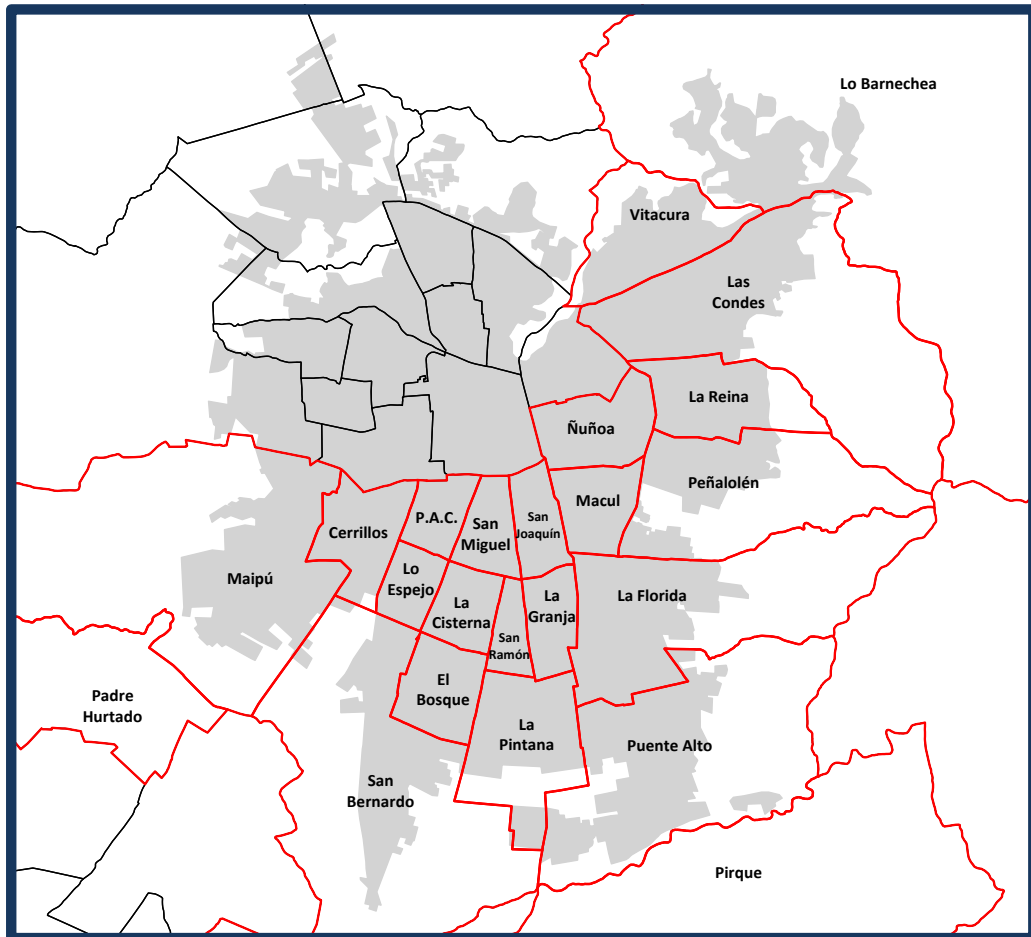 Lo Barnechea
Vitacura
Las
Condes
La Reina
Ñuñoa
Peñalolén
Macul
P.A.C.
San
Miguel
San
Joaquín
Cerrillos
Maipú
Lo
Espejo
La
Cisterna
La
Granja
La Florida
San
Ramón
El
Bosque
Padre
Hurtado
La
Pintana
Puente Alto
San
Bernardo
Pirque